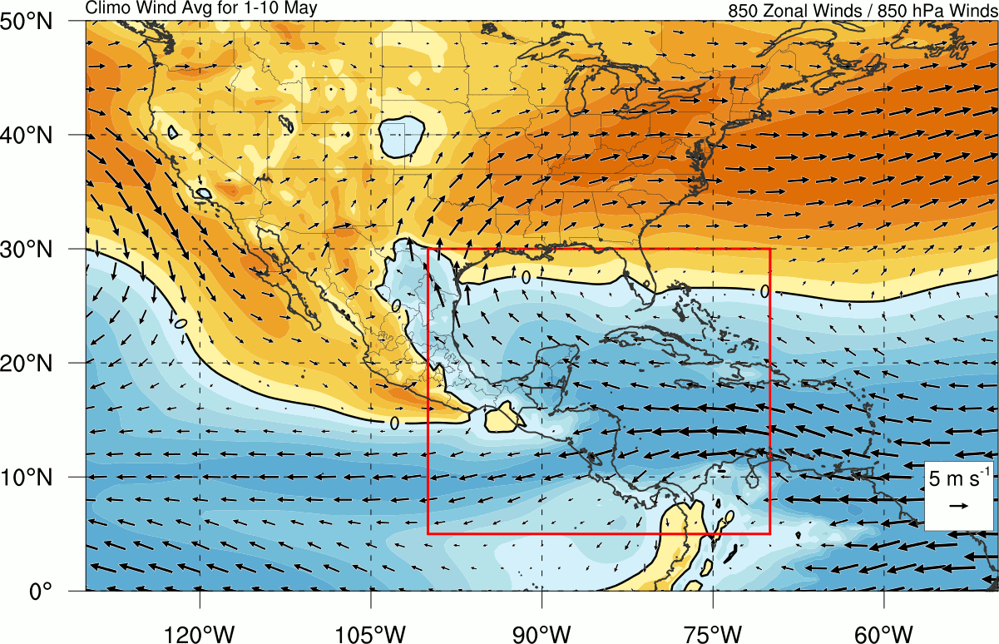 Climo Wind Avg for 1-10 May
850 Zonal Winds / 850 hPa Winds
50°N
40°N
30°N
20°N
10°N
0°
0
0
0
0
0
5 m s⁻¹
120°W
105°W
90°W
75°W
60°W